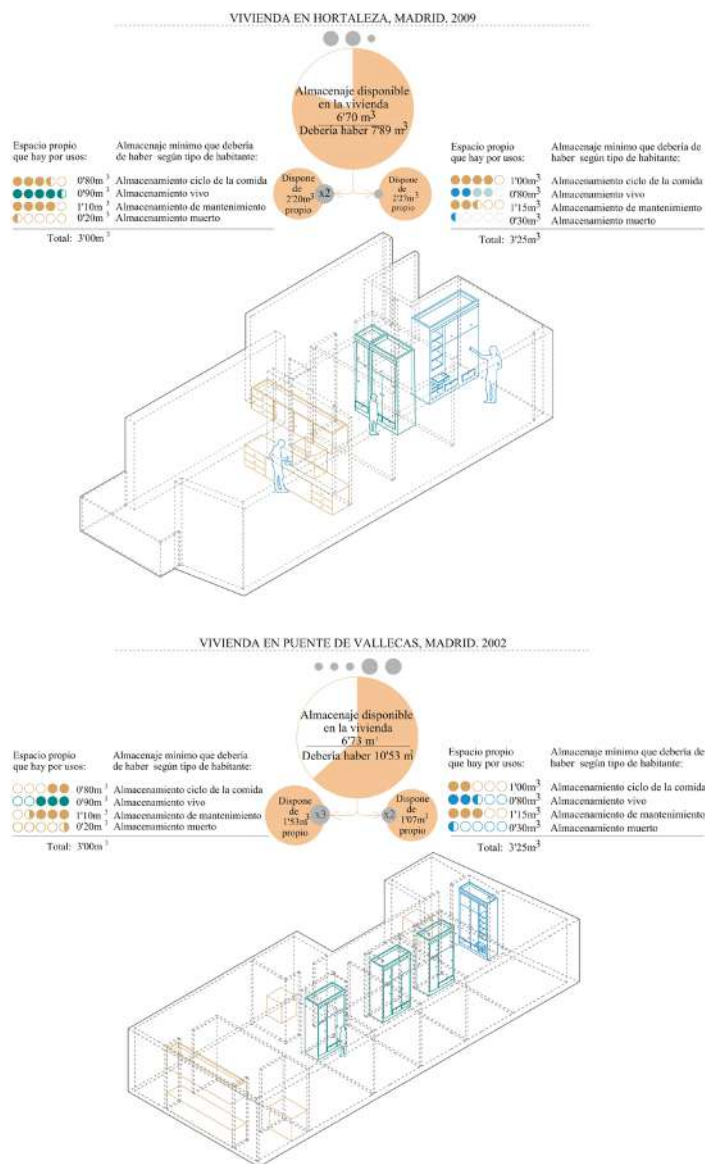 VIVIENDA EN HORTALEZA, MADRID. 2009
Almacenaje disponible
en la vivienda
6'70 m3
Debería haber 7'89 m3
Espacio propio
que hay por usos:
Almacenaje mínimo que debería
de haber según tipo de habitante:
0'80m3 Almacenamiento ciclo de la comida
0'90m3 Almacenamiento vivo
1'10m3 Almacenamiento de mantenimiento
0'20m3 Almacenamiento muerto
Total: 3'00m3
Dispone
de
2'20m3
propio
x2
Dispone
de
2'27m3
propio
Espacio propio
que hay por usos:
Almacenaje mínimo que debería de
haber según tipo de habitante:
1'00m3 Almacenamiento ciclo de la comida
0'80m3 Almacenamiento vivo
1'15m3 Almacenamiento de mantenimiento
0'30m3 Almacenamiento muerto
Total: 3'25m3
VIVIENDA EN PUENTE DE VALLECAS, MADRID. 2002
Almacenaje disponible
en la vivienda
6'73 m3
Debería haber 10'53 m3
Espacio propio
que hay por usos:
Almacenaje mínimo que debería
de haber según tipo de habitante:
0'80m3 Almacenamiento ciclo de la comida
0'90m3 Almacenamiento vivo
1'10m3 Almacenamiento de mantenimiento
0'20m3 Almacenamiento muerto
Total: 3'00m3
Dispone
de
1'53m3
propio
x3
x2
Dispone
de
1'07m3
propio
Espacio propio
que hay por usos:
Almacenaje mínimo que debería de
haber según tipo de habitante:
1'00m3 Almacenamiento ciclo de la comida
0'80m3 Almacenamiento vivo
1'15m3 Almacenamiento de mantenimiento
0'30m3 Almacenamiento muerto
Total: 3'25m3